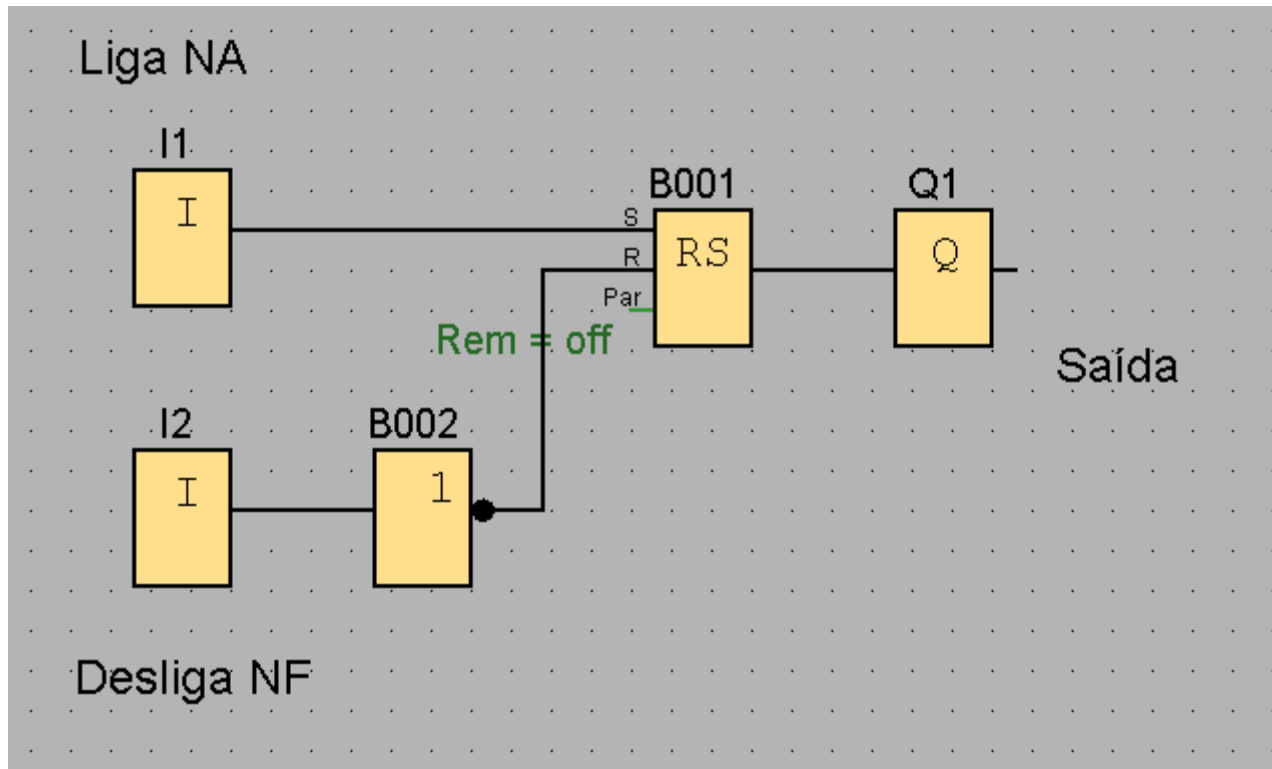 Liga NA
I1
I
S
R
Par
B001
RS
Q1
Q
Rem = off
Saída
I2
I
B002
1
Desliga NF